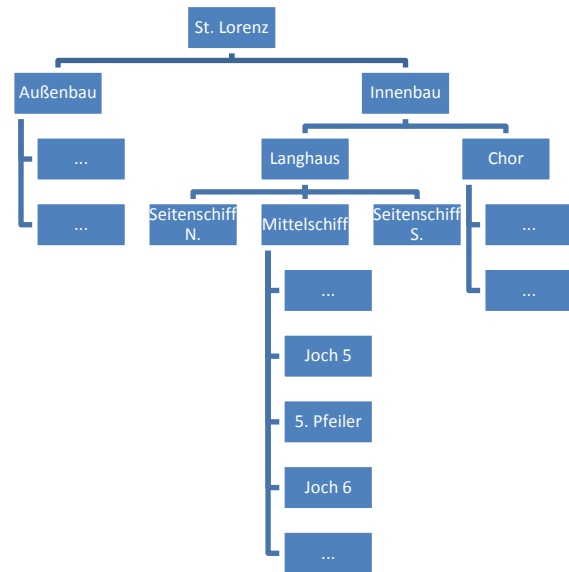 St. Lorenz
Außenbau
Innenbau
...
Langhaus
Chor
...
Seitenschiff
N.
Mittelschiff
Seitenschiff
S.
...
...
...
Joch 5
5. Pfeiler
Joch 6
...